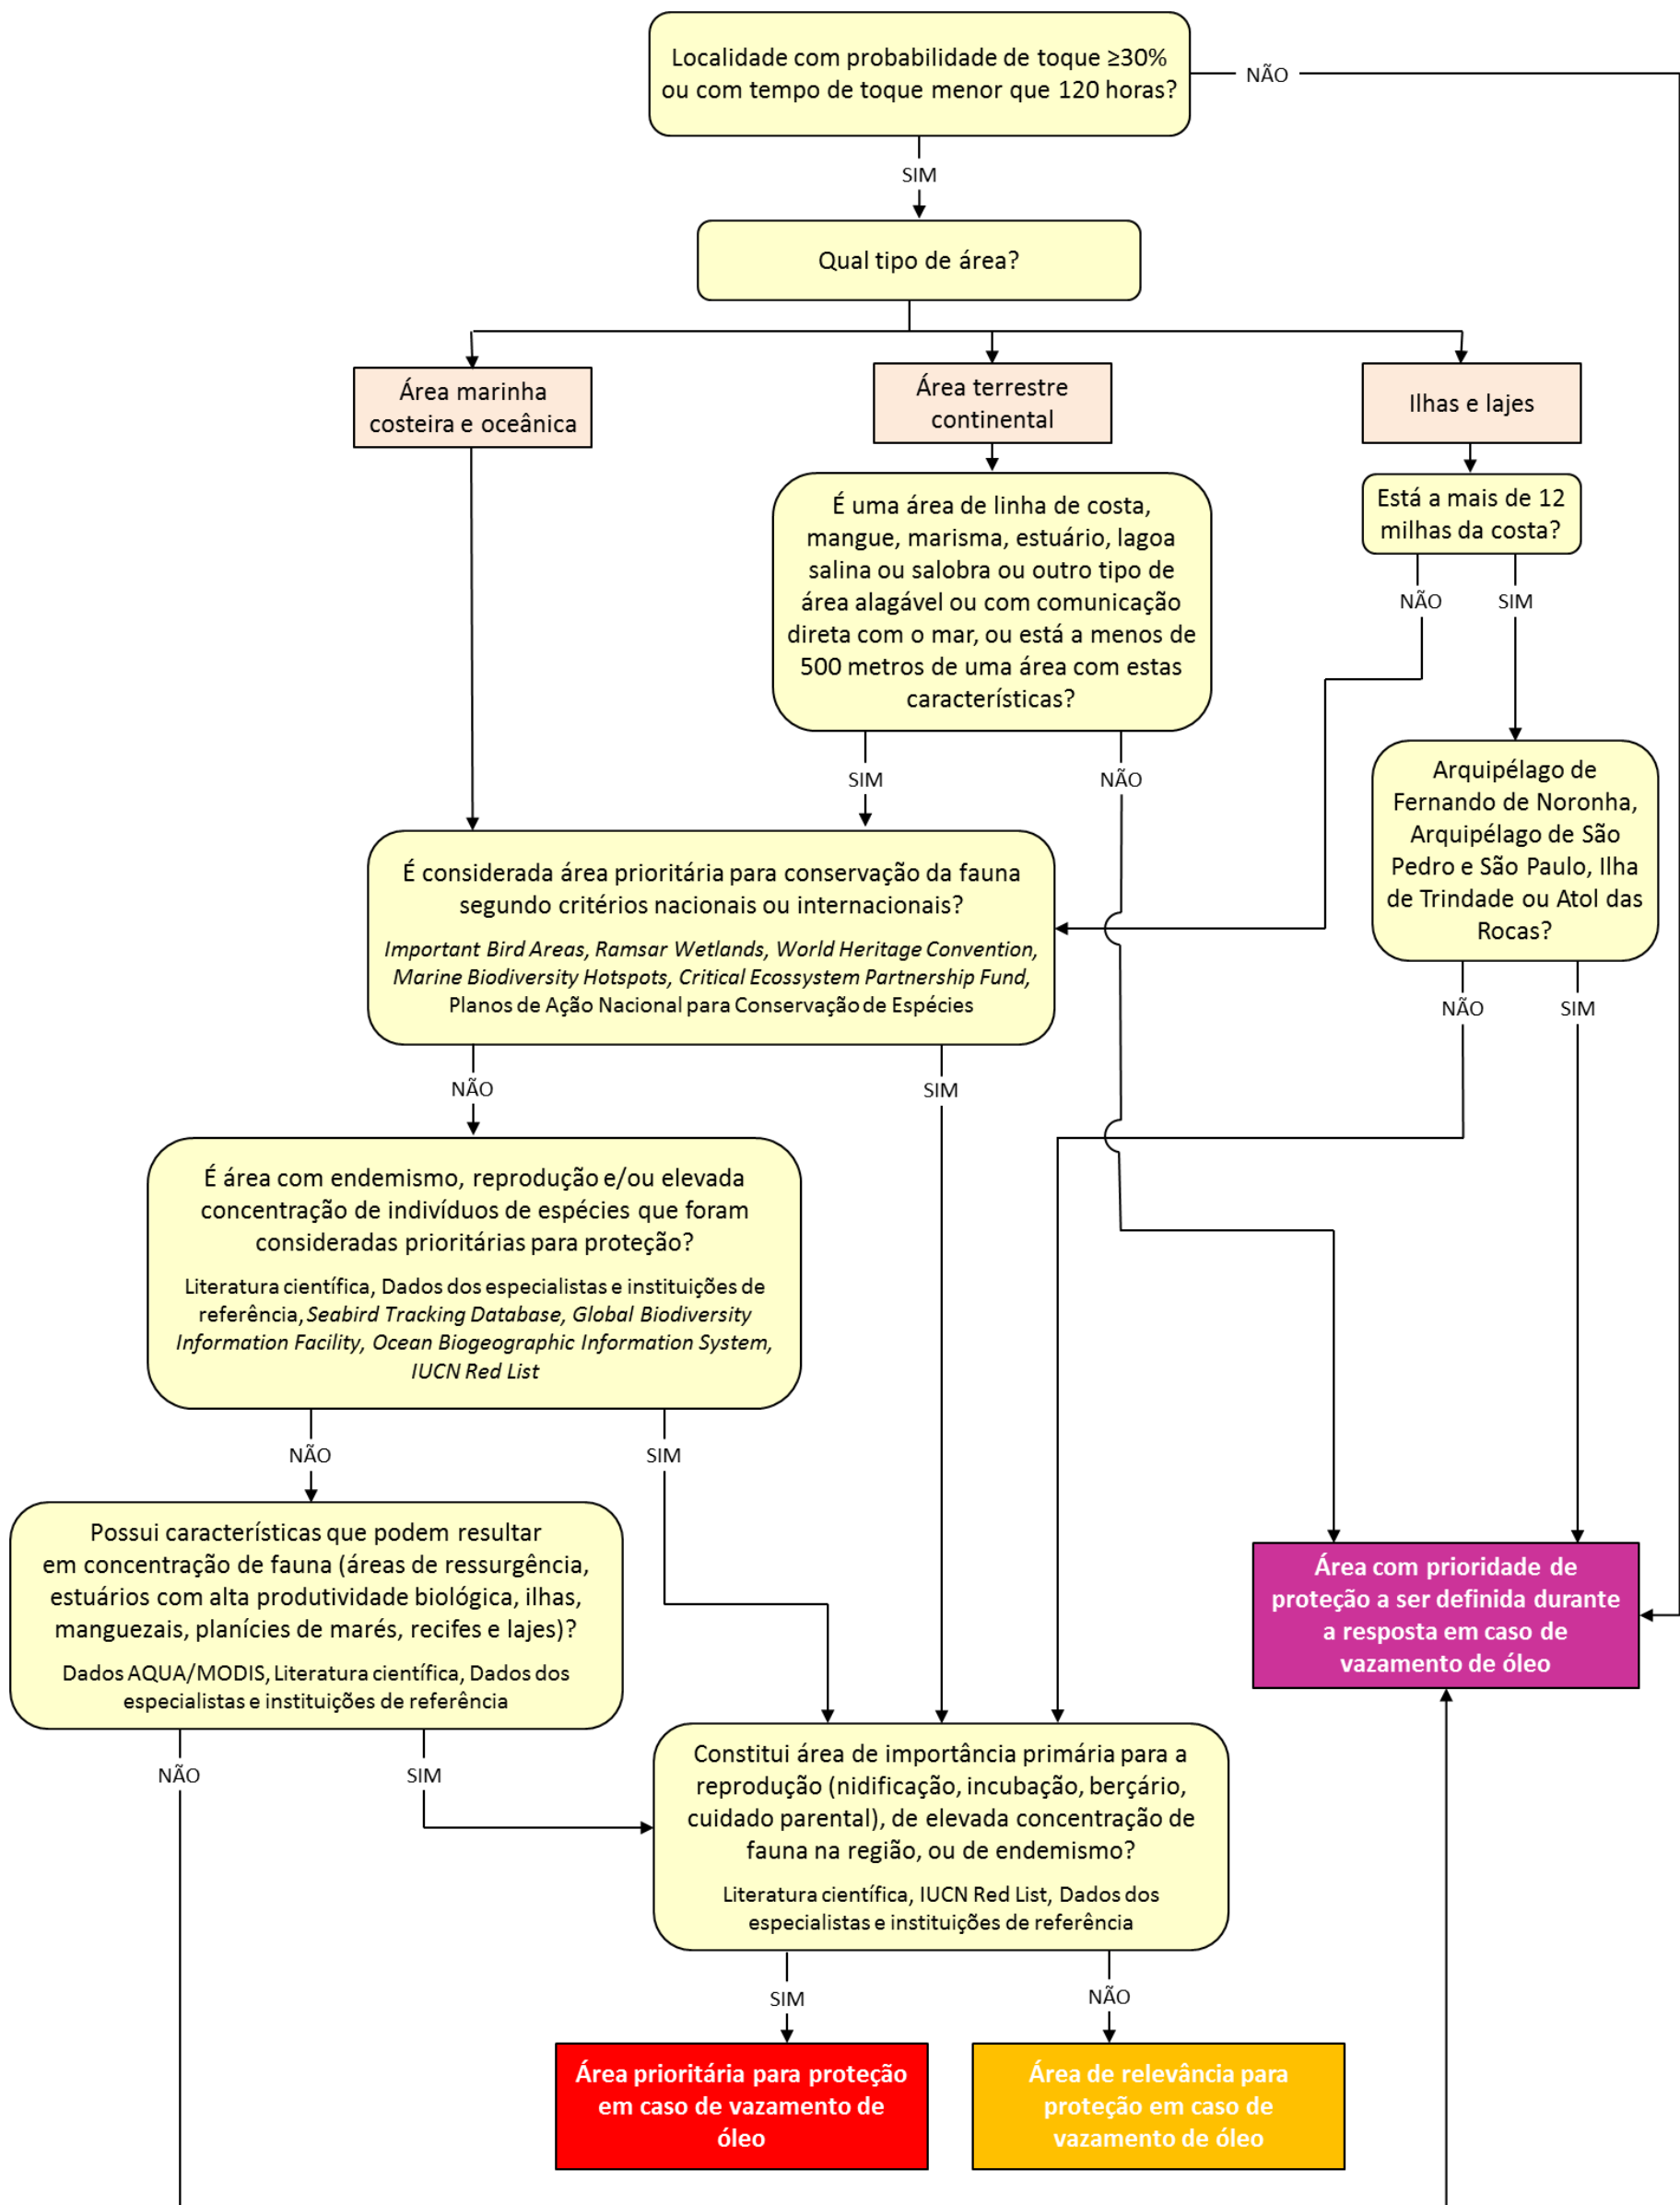 Localidade com probabilidade de toque ≥30%
ou com tempo de toque menor que 120 horas?
NÃO
SIM
Qual tipo de área?
Área marinha
costeira e oceânica
Área terrestre
continental
Ilhas e lajes
É uma área de linha de costa,
mangue, marisma, estuário, lagoa
salina ou salobra ou outro tipo de
área alagável ou com comunicação
direta com o mar, ou está a menos de
500 metros de uma área com estas
características?
Está a mais de 12
milhas da costa?
NÃO
SIM
SIM
NÃO
Arquipélago de
Fernando de Noronha,
Arquipélago de São
Pedro e São Paulo, Ilha
de Trindade ou Atol das
Rocas?
É considerada área prioritária para conservação da fauna
segundo critérios nacionais ou internacionais?
Important Bird Areas, Ramsar Wetlands, World Heritage Convention,
Marine Biodiversity Hotspots, Critical Ecosystem Partnership Fund,
Planos de Ação Nacional para Conservação de Espécies
NÃO
SIM
NÃO
SIM
É área com endemismo, reprodução e/ou elevada
concentração de indivíduos de espécies que foram
consideradas prioritárias para proteção?
Literatura científica, Dados dos especialistas e instituições de
referência, Seabird Tracking Database, Global Biodiversity
Information Facility, Ocean Biogeographic Information System,
IUCN Red List
NÃO
SIM
Possui características que podem resultar
em concentração de fauna (áreas de ressurgência,
estuários com alta produtividade biológica, ilhas,
manguezais, planícies de marés, recifes e lajes)?
Dados AQUA/MODIS, Literatura científica, Dados dos
especialistas e instituições de referência
Área com prioridade de
proteção a ser definida durante
a resposta em caso de
vazamento de óleo
NÃO
SIM
Constitui área de importância primária para a
reprodução (nidificação, incubação, berçário,
cuidado parental), de elevada concentração de
fauna na região, ou de endemismo?
Literatura científica, IUCN Red List, Dados dos
especialistas e instituições de referência
SIM
NÃO
Área prioritária para proteção
em caso de vazamento de
óleo
Área de relevância para
proteção em caso de
vazamento de óleo